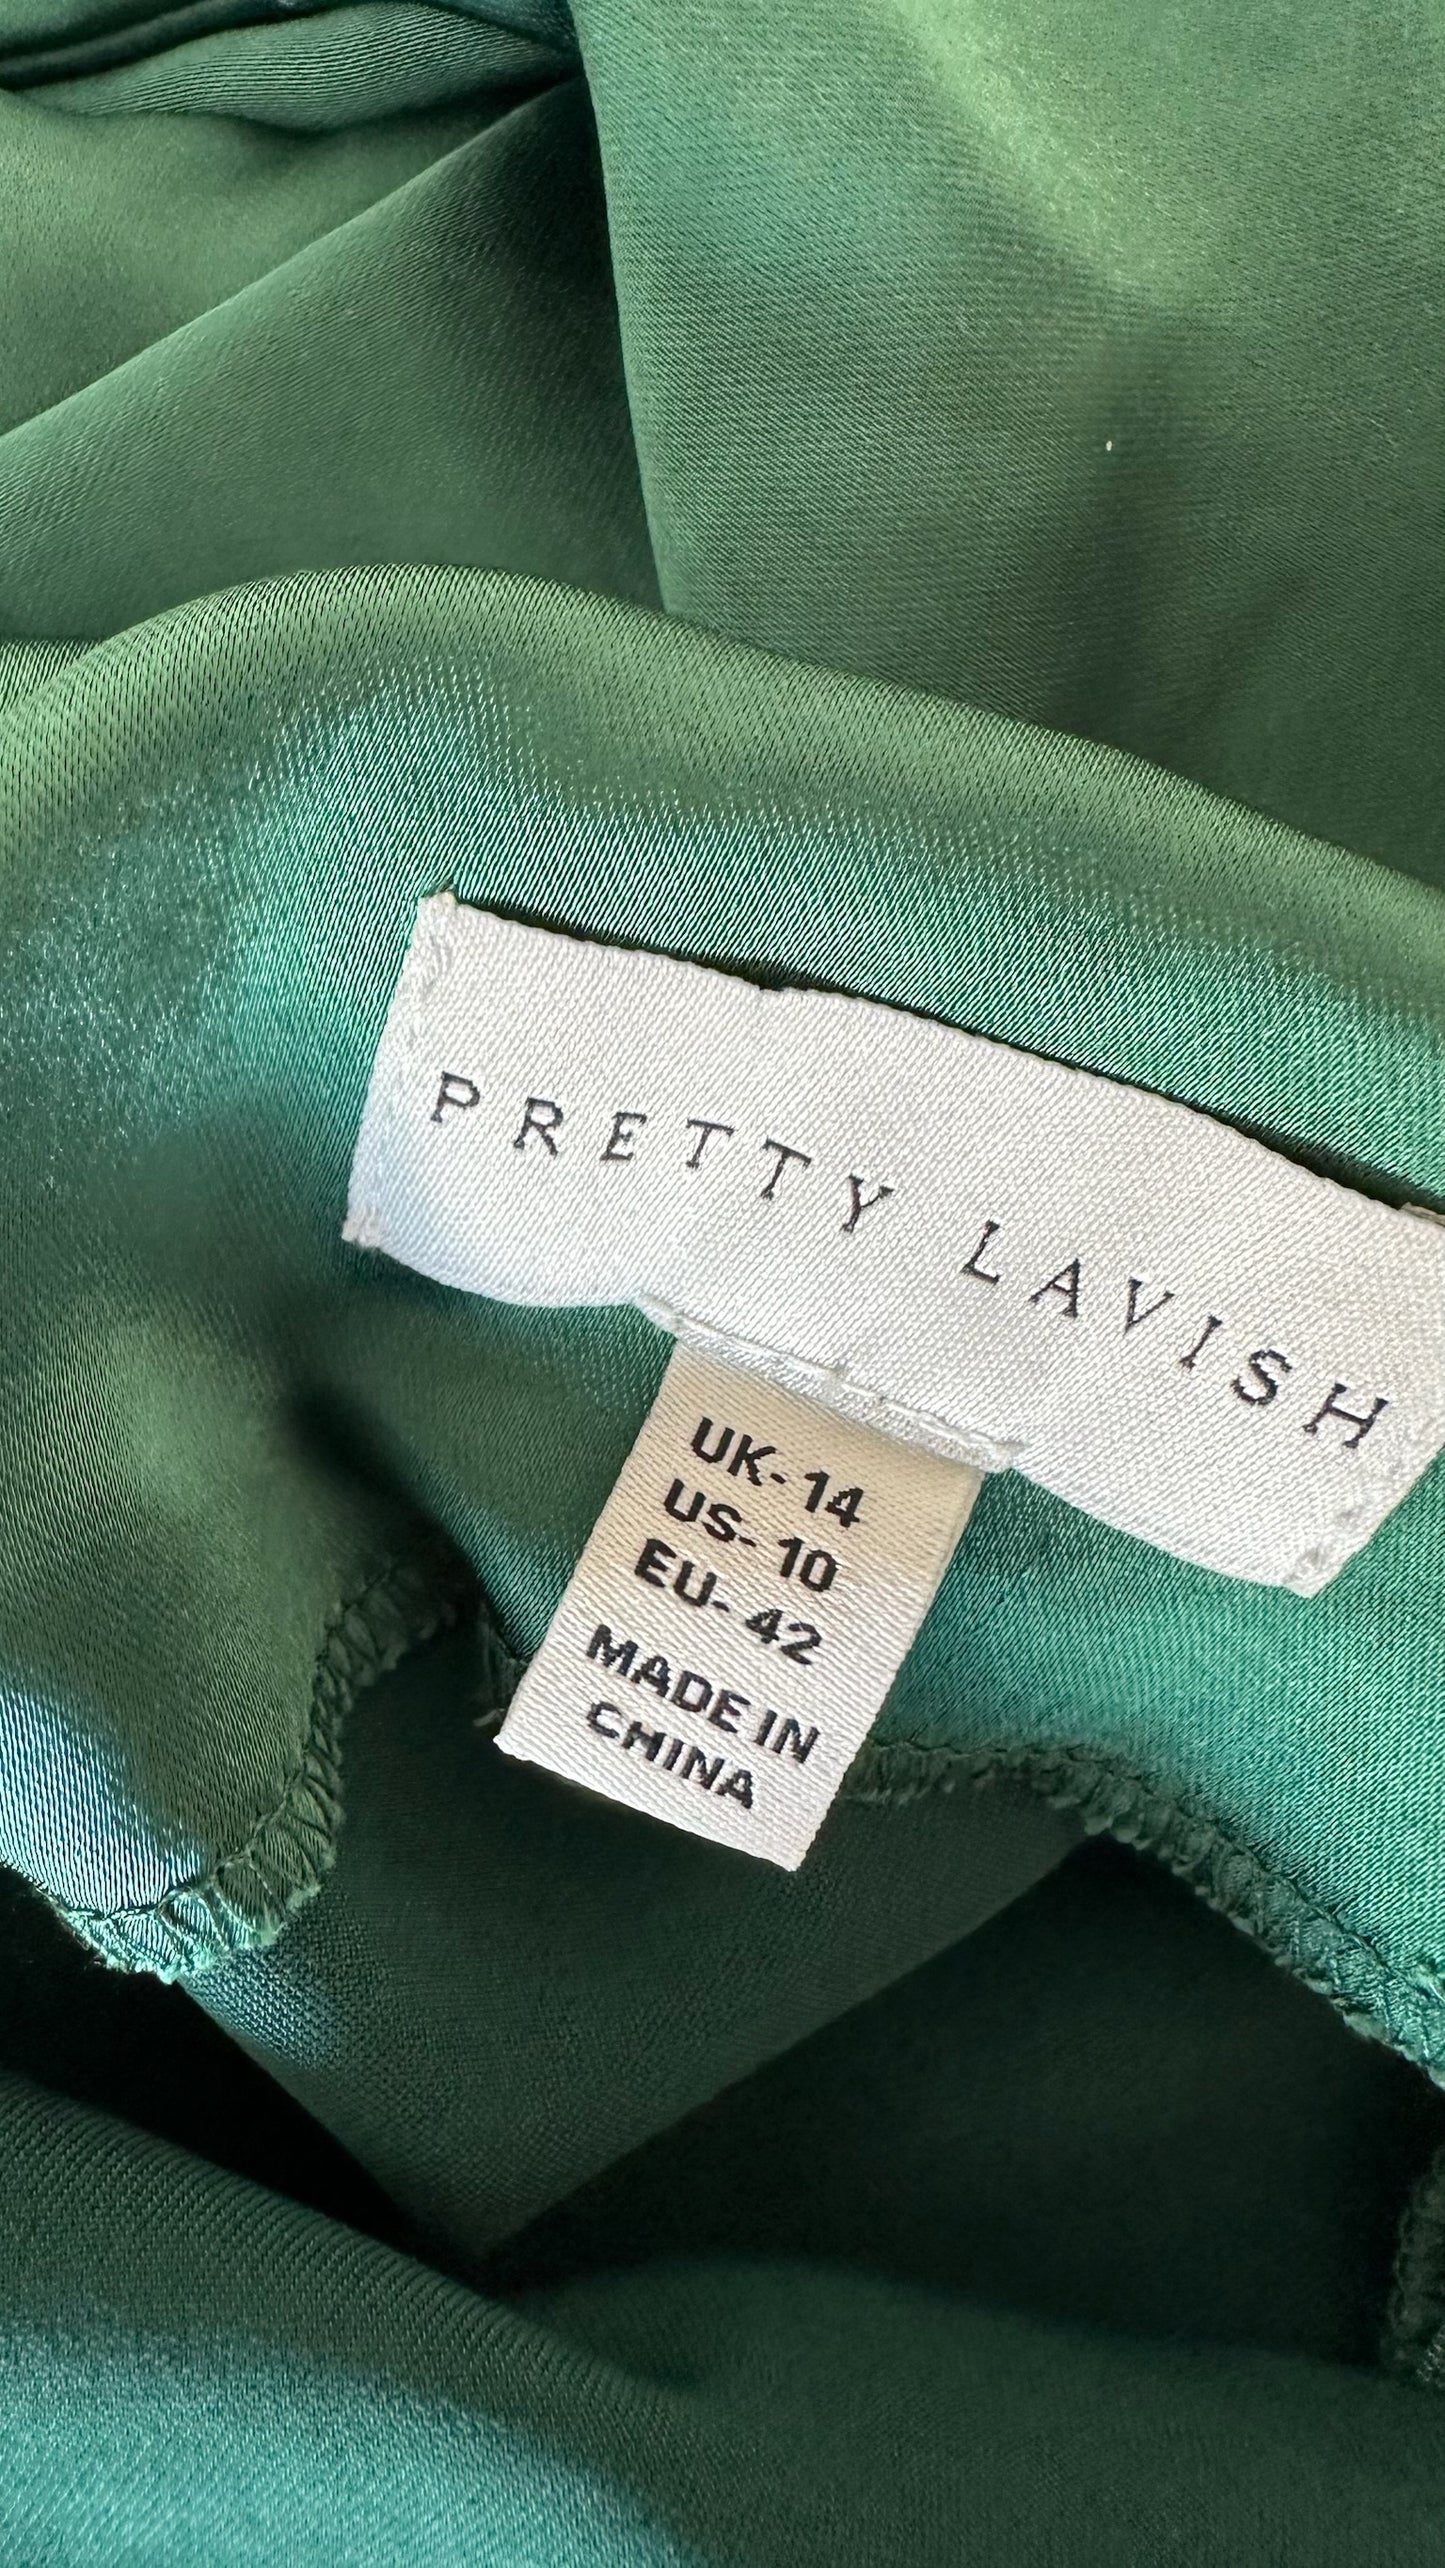 PRETTY LAVISH
UK-14
US-10
EU-42
MADE IN
CHINA